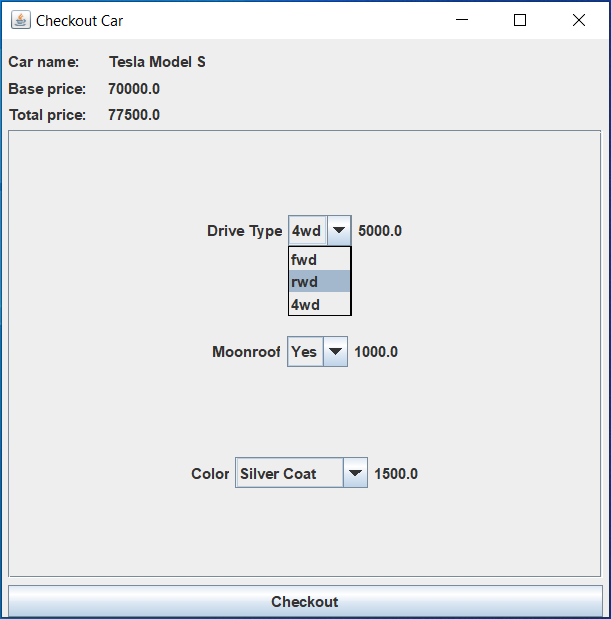 Checkout Car
Car name: Tesla Model S
Base price: 70000.0
Total price: 77500.0
Drive Type 4wd 5000.0
fwd
rwd
4wd
Moonroof Yes 1000.0
Color Silver Coat 1500.0
Checkout